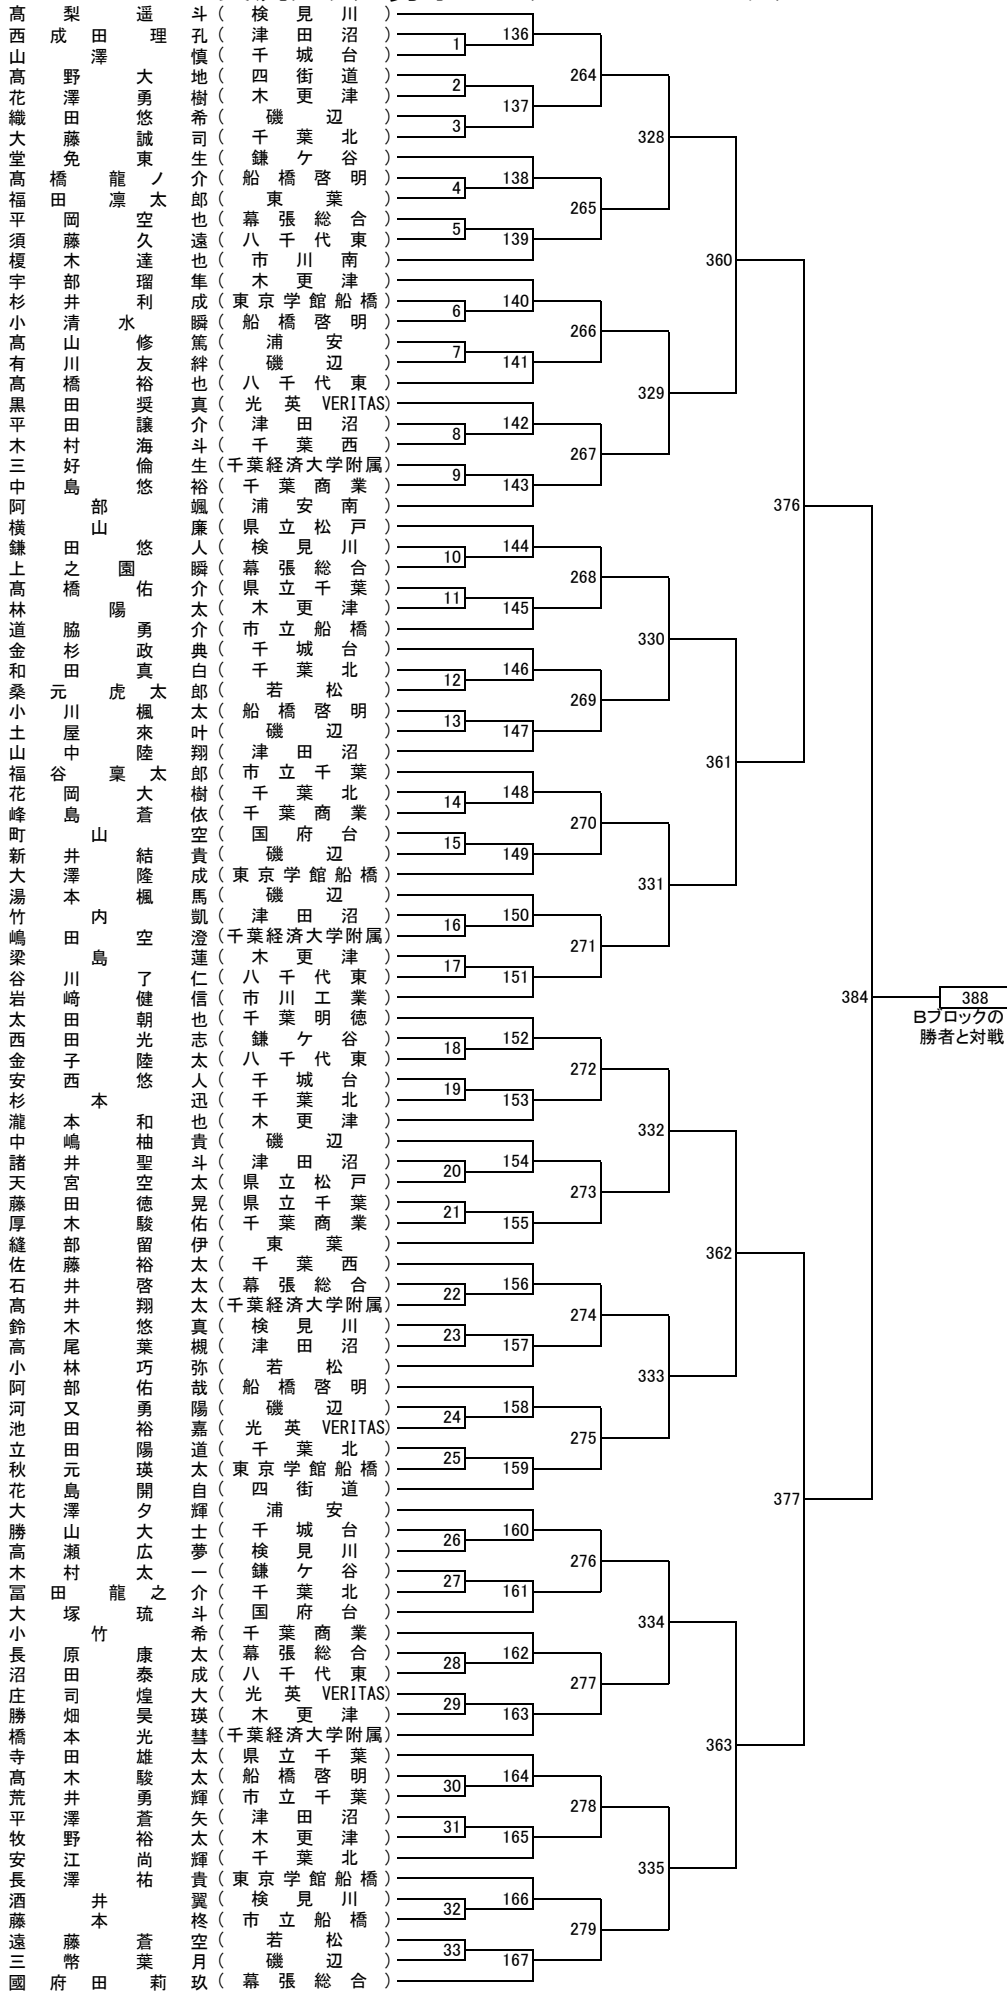 髙梨遥斗(検見川)
西成田理孔(津田沼)
山澤慎(千城台)
髙野大地(四街道)
花澤勇樹(木更津)
織田悠希(磯辺)
大藤誠司(千葉北)
堂免東生(鎌ケ谷)
髙橋龍ノ介(船橋啓明)
福田凛太郎(東葉)
平岡空也(幕張総合)
須藤久遠(八千代東)
榎木達也(市川南)
宇部瑠隼(木更津)
杉井利成(東京学館船橋)
小清水瞬(船橋啓明)
髙山修篤(浦安)
有川友絆(磯辺)
髙橋裕也(八千代東)
黒田奨真(光英VERITAS)
平田譲介(津田沼)
木村海斗(千葉西)
三好倫生(千葉経済大学附属)
中島悠裕(千葉商業)
阿部颯(浦安南)
横山廉(県立松戸)
鎌田悠人(検見川)
上之園瞬(幕張総合)
髙橋佑介(県立千葉)
林陽太(木更津)
道脇勇介(市立船橋)
金杉政典(千城台)
和田真白(千葉北)
桑元虎太郎(若松)
小川楓太(船橋啓明)
土屋來叶(磯辺)
山中陸翔(津田沼)
福谷稟太郎(市立千葉)
花岡大樹(千葉北)
峰島蒼依(千葉商業)
町山空(国府台)
新井結貴(磯辺)
大澤隆成(東京学館船橋)
湯本楓馬(磯辺)
竹内凱(津田沼)
嶋田空澄(千葉経済大学附属)
梁島蓮(木更津)
谷川了仁(八千代東)
岩﨑健信(市川工業)
太田朝也(千葉明徳)
西田光志(鎌ケ谷)
金子陸太(八千代東)
安西悠人(千城台)
杉本迅(千葉北)
瀧本和也(木更津)
中嶋柚貴(磯辺)
諸井聖斗(津田沼)
天宮空太(県立松戸)
藤田徳晃(県立千葉)
厚木駿佑(千葉商業)
縫部留伊(東葉)
佐藤裕太(千葉西)
石井啓太(幕張総合)
髙井翔太(千葉経済大学附属)
鈴木悠真(検見川)
高尾葉槻(津田沼)
小林巧弥(若松)
阿部佑哉(船橋啓明)
河又勇陽(磯辺)
池田裕嘉(光英VERITAS)
立田陽道(千葉北)
秋元瑛太(東京学館船橋)
花島開自(四街道)
大澤夕輝(浦安)
勝山大士(千城台)
高瀬広夢(検見川)
木村太一(鎌ケ谷)
冨田龍之介(千葉北)
大塚琉斗(国府台)
小竹希(千葉商業)
長原康太(幕張総合)
沼田泰成(八千代東)
庄司煌大(光英VERITAS)
勝畑昊瑛(木更津)
橋本光彗(千葉経済大学附属)
寺田雄太(県立千葉)
髙木駿太(船橋啓明)
荒井勇輝(市立千葉)
平澤蒼矢(津田沼)
牧野裕太(木更津)
安江尚輝(千葉北)
長澤祐貴(東京学館船橋)
酒井翼(検見川)
藤本柊(市立船橋)
遠藤蒼空(若松)
三幣葉月(磯辺)
國府田莉玖(幕張総合)
1
2
3
4
5
6
7
8
9
10
11
12
13
14
15
16
17
18
19
20
21
22
23
24
25
26
27
28
29
30
31
32
33
136
137
138
139
140
141
142
143
144
145
146
147
148
149
150
151
152
153
154
155
156
157
158
159
160
161
162
163
164
165
166
167
264
265
266
267
268
269
270
271
272
273
274
275
276
277
278
279
328
329
330
331
332
333
334
335
360
361
362
363
376
377
384
388
Bブロックの
勝者と対戦